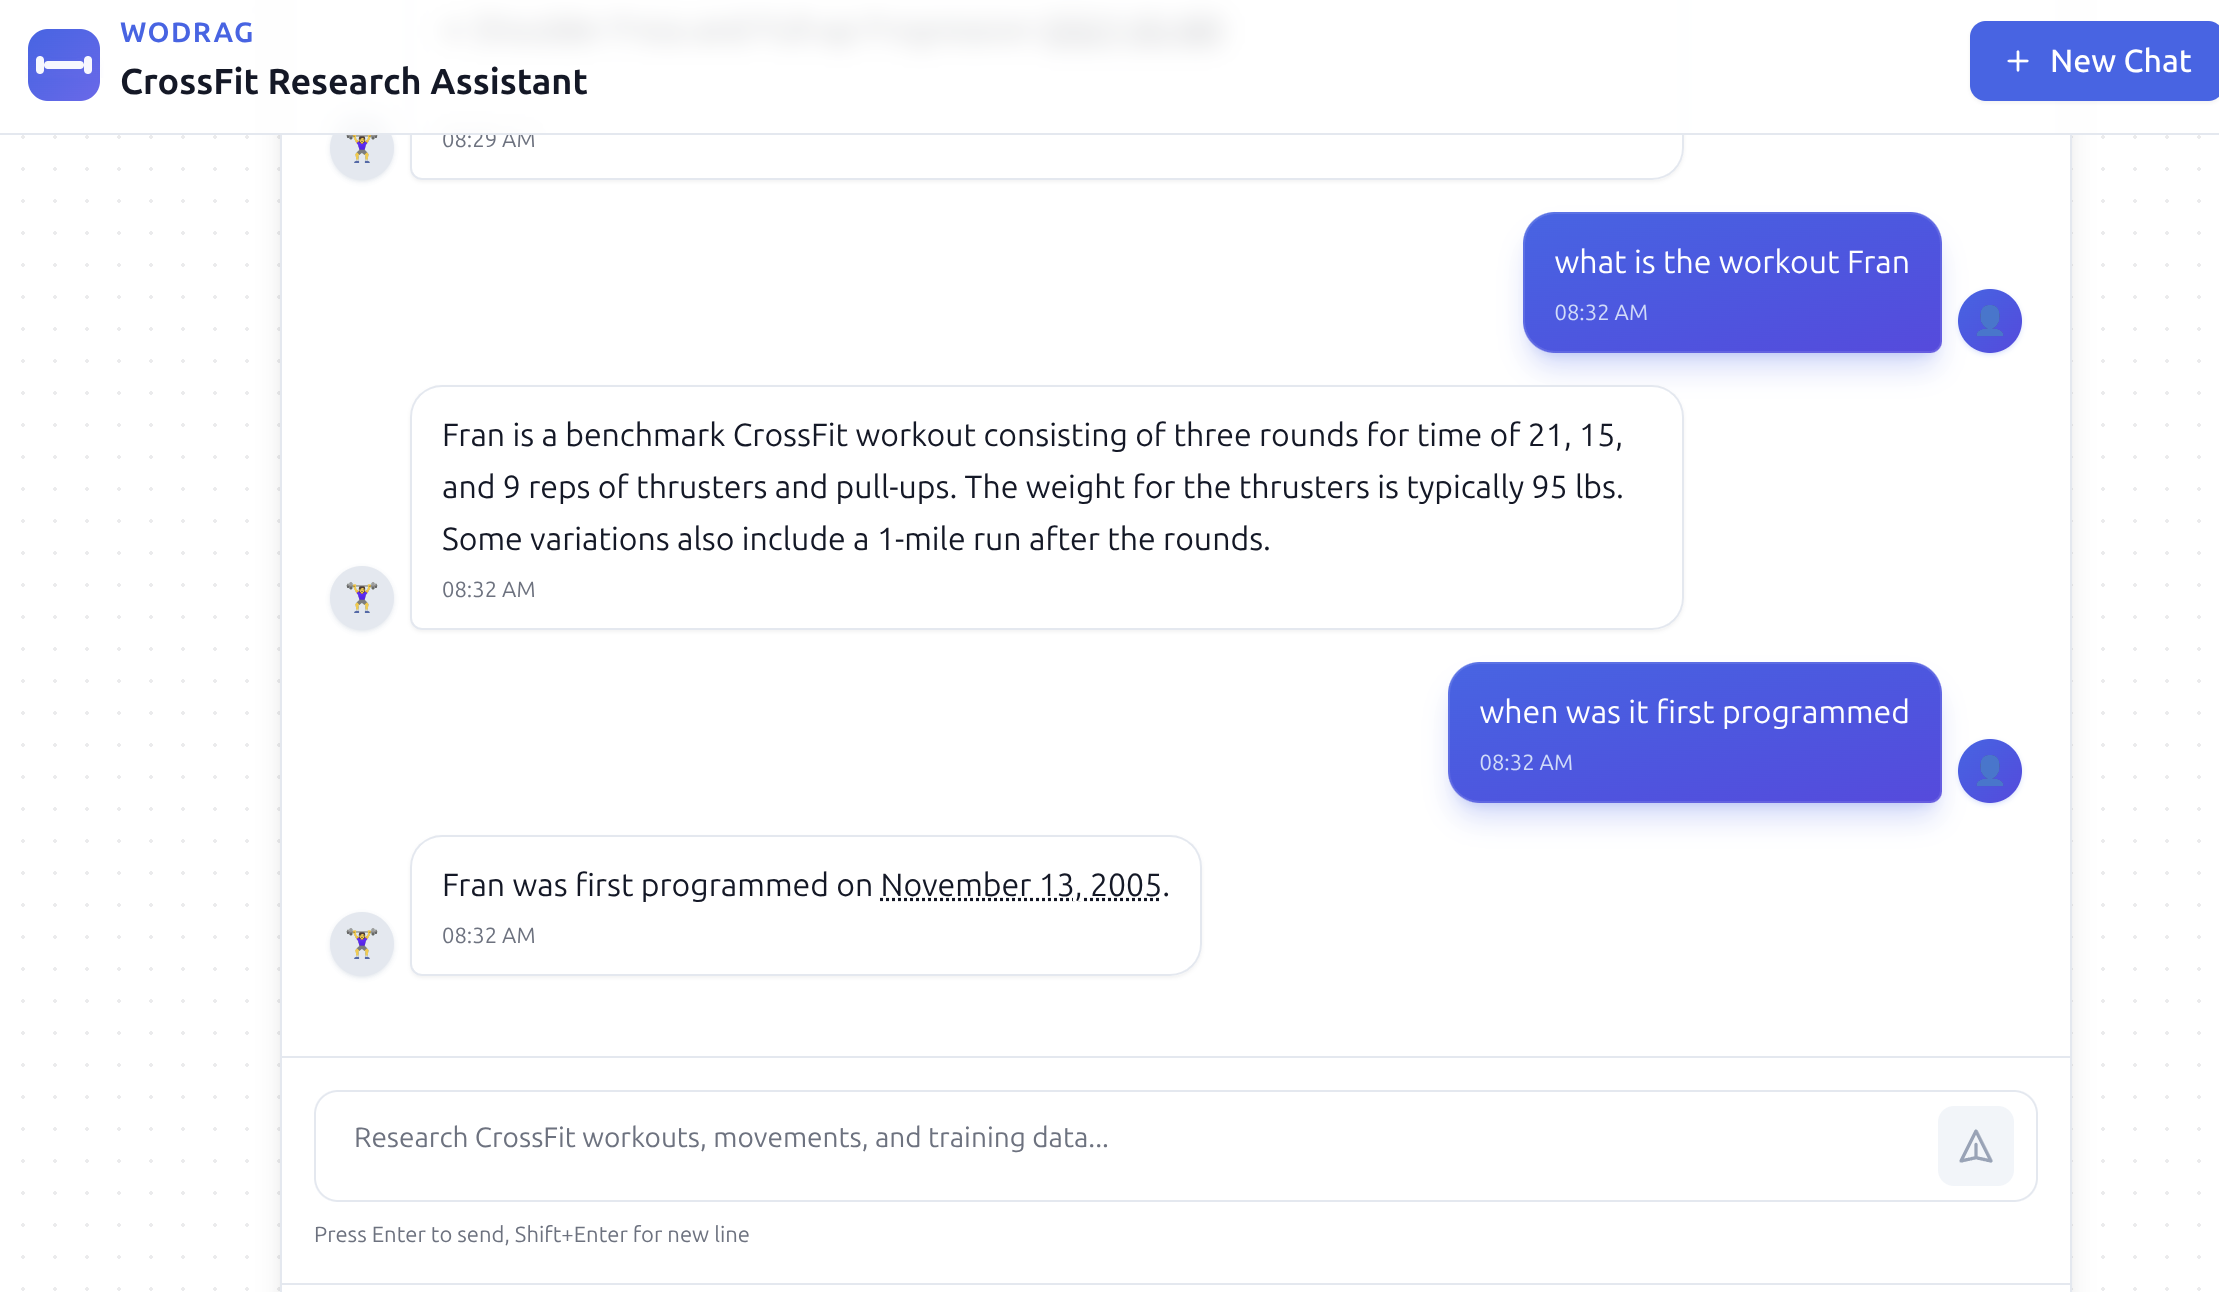 WODRAG
CrossFit Research Assistant
+ New Chat
08:29 AM
what is the workout Fran
08:32 AM
Fran is a benchmark CrossFit workout consisting of three rounds for time of 21, 15,
and 9 reps of thrusters and pull-ups. The weight for the thrusters is typically 95 lbs.
Some variations also include a 1-mile run after the rounds.
08:32 AM
when was it first programmed
08:32 AM
Fran was first programmed on November 13, 2005.
08:32 AM
Research CrossFit workouts, movements, and training data...
Press Enter to send, Shift+Enter for new line